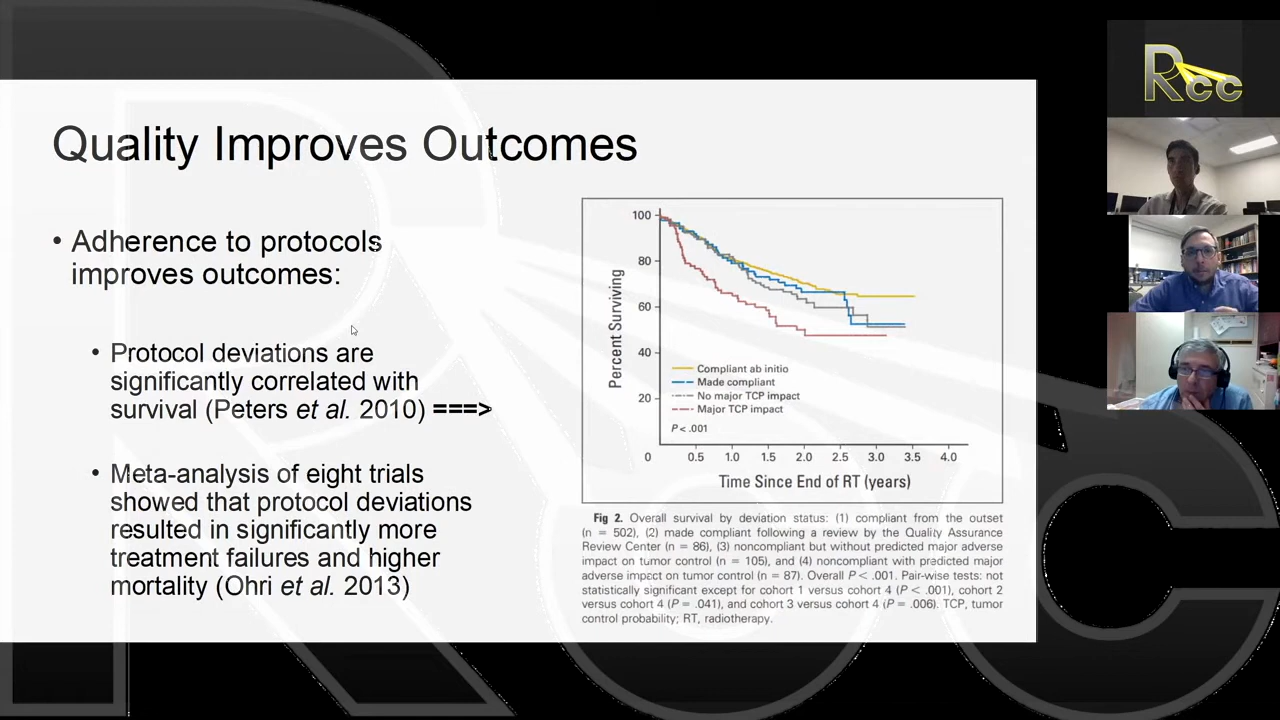 Quality Improves Outcomes
• Adherence to protocols
improves outcomes:
• Protocol deviations are
significantly correlated with
survival (Peters et al. 2010) ===>
• Meta-analysis of eight trials
showed that protocol deviations
resulted in significantly more
treatment failures and higher
mortality (Ohri et al. 2013)
Percent Surviving
100
80
60
40
20
0
Compliant ab initio
Made compliant
No major TCP impact
Major TCP impact
P < .001
0.5 1.0 1.5 2.0 2.5 3.0 3.5 4.0
Time Since End of RT (years)
Fig 2. Overall survival by deviation status: (1) compliant from the outset
(n = 502), (2) made compliant following a review by the Quality Assurance
Review Center (n = 86), (3) noncompliant but without predicted major adverse
impact on tumor control (n = 105), and (4) noncompliant with predicted major
adverse impact on tumor control (n = 87). Overall P < .001. Pair-wise tests: not
statistically significant except for cohort 1 versus cohort 4 (P < .001), cohort 2
versus cohort 4 (P = .041), and cohort 3 versus cohort 4 (P = .006). TCP, tumor
control probability; RT, radiotherapy.
Rcc